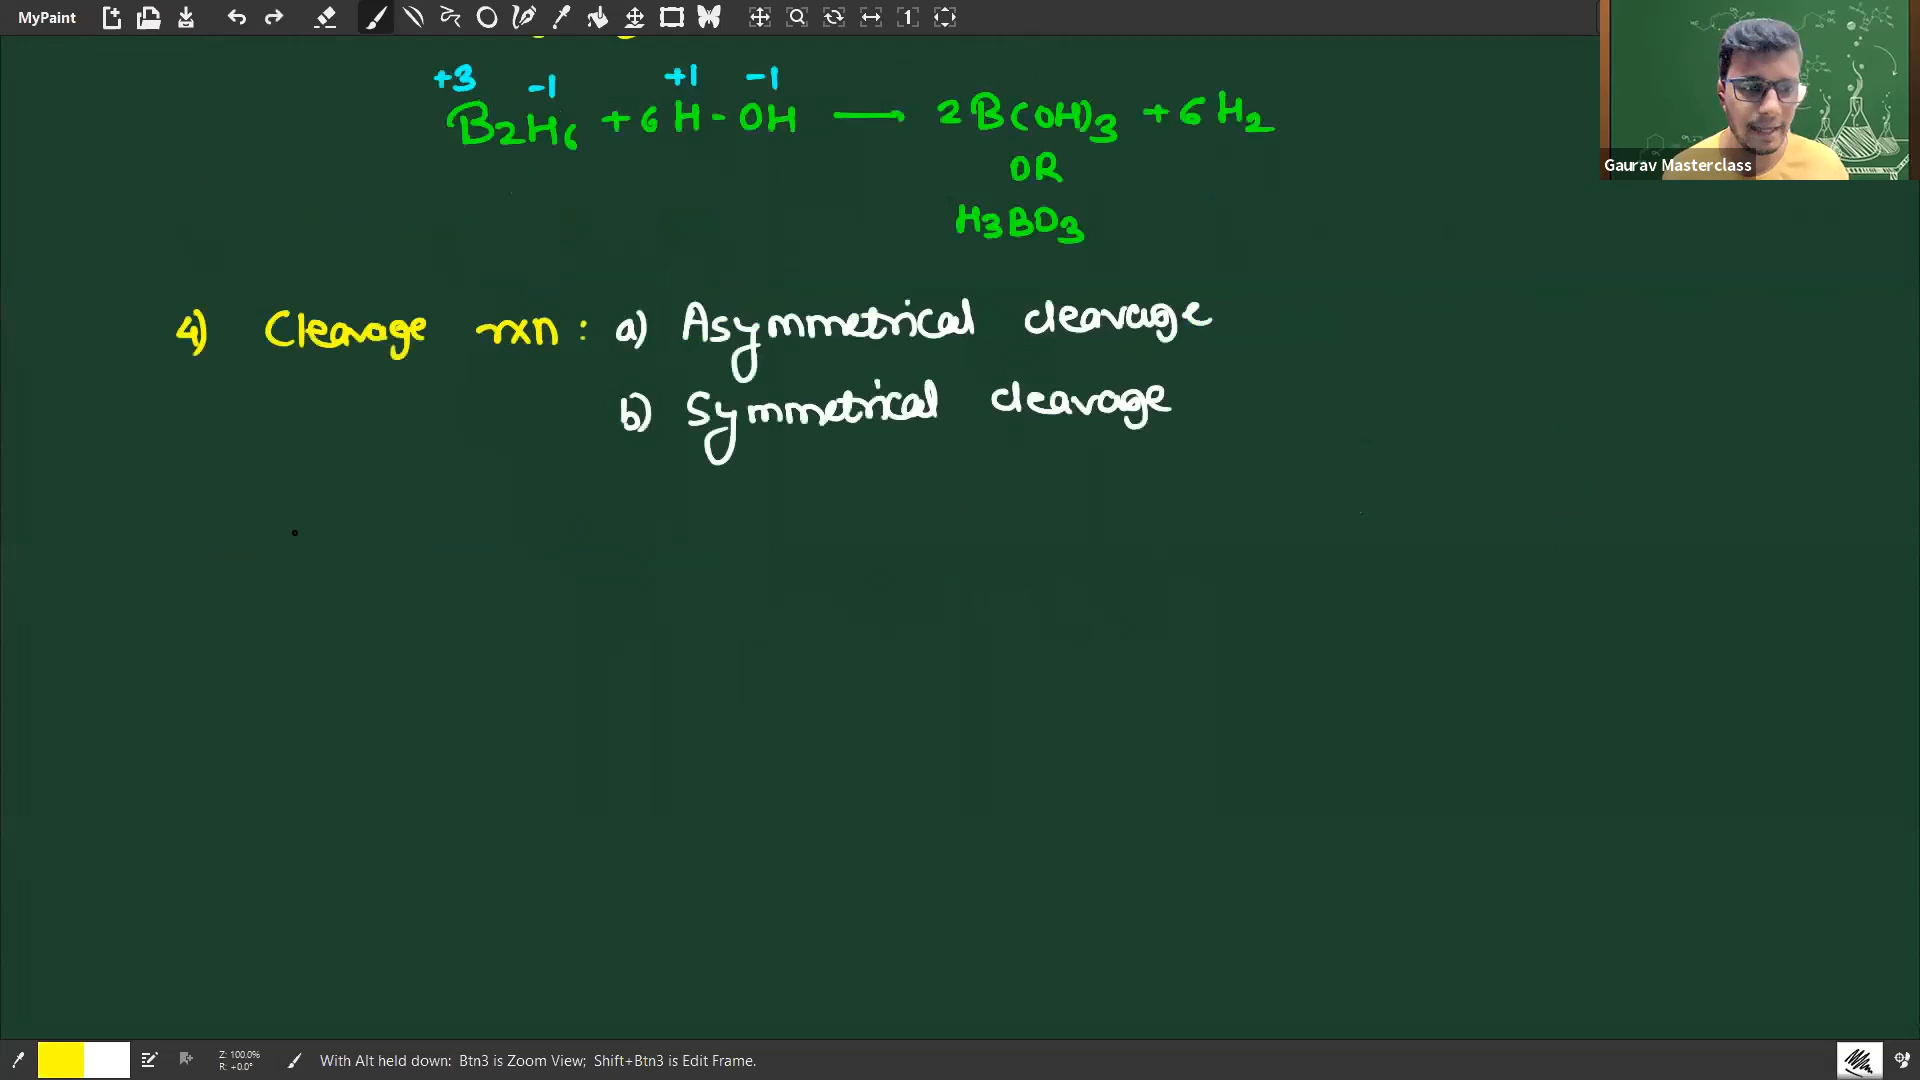 MyPaint
+3 -1 +1 -1
B2H6 + 6 H - OH ⟶ 2B(OH)3 + 6 H2
OR
H3BO3
Gaurav Masterclass
4) Cleavage rxn : a) Asymmetrical cleavage
b) Symmetrical cleavage
Z: 100.0%
R: +0.0°
With Alt held down: Btn3 is Zoom View; Shift+Btn3 is Edit Frame.